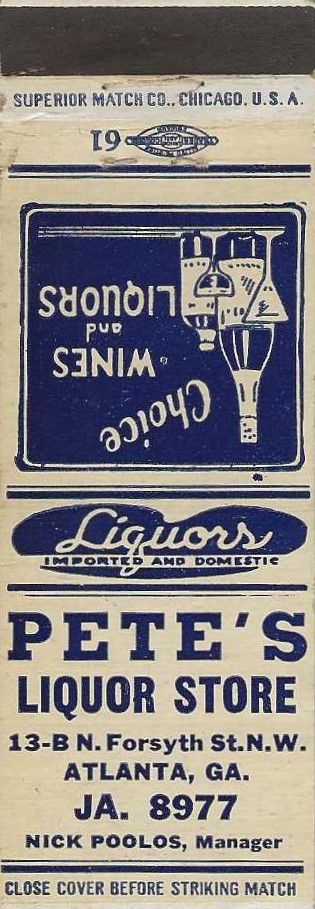 SUPERIOR MATCH CO., CHICAGO, U.S.A.
19
Choice
WINES
and
LIQUORS
Liquors
IMPORTED AND DOMESTIC
PETE'S
LIQUOR STORE
13-B N. Forsyth St. N.W.
ATLANTA, GA.
JA. 8977
NICK POOLOS, Manager
CLOSE COVER BEFORE STRIKING MATCH